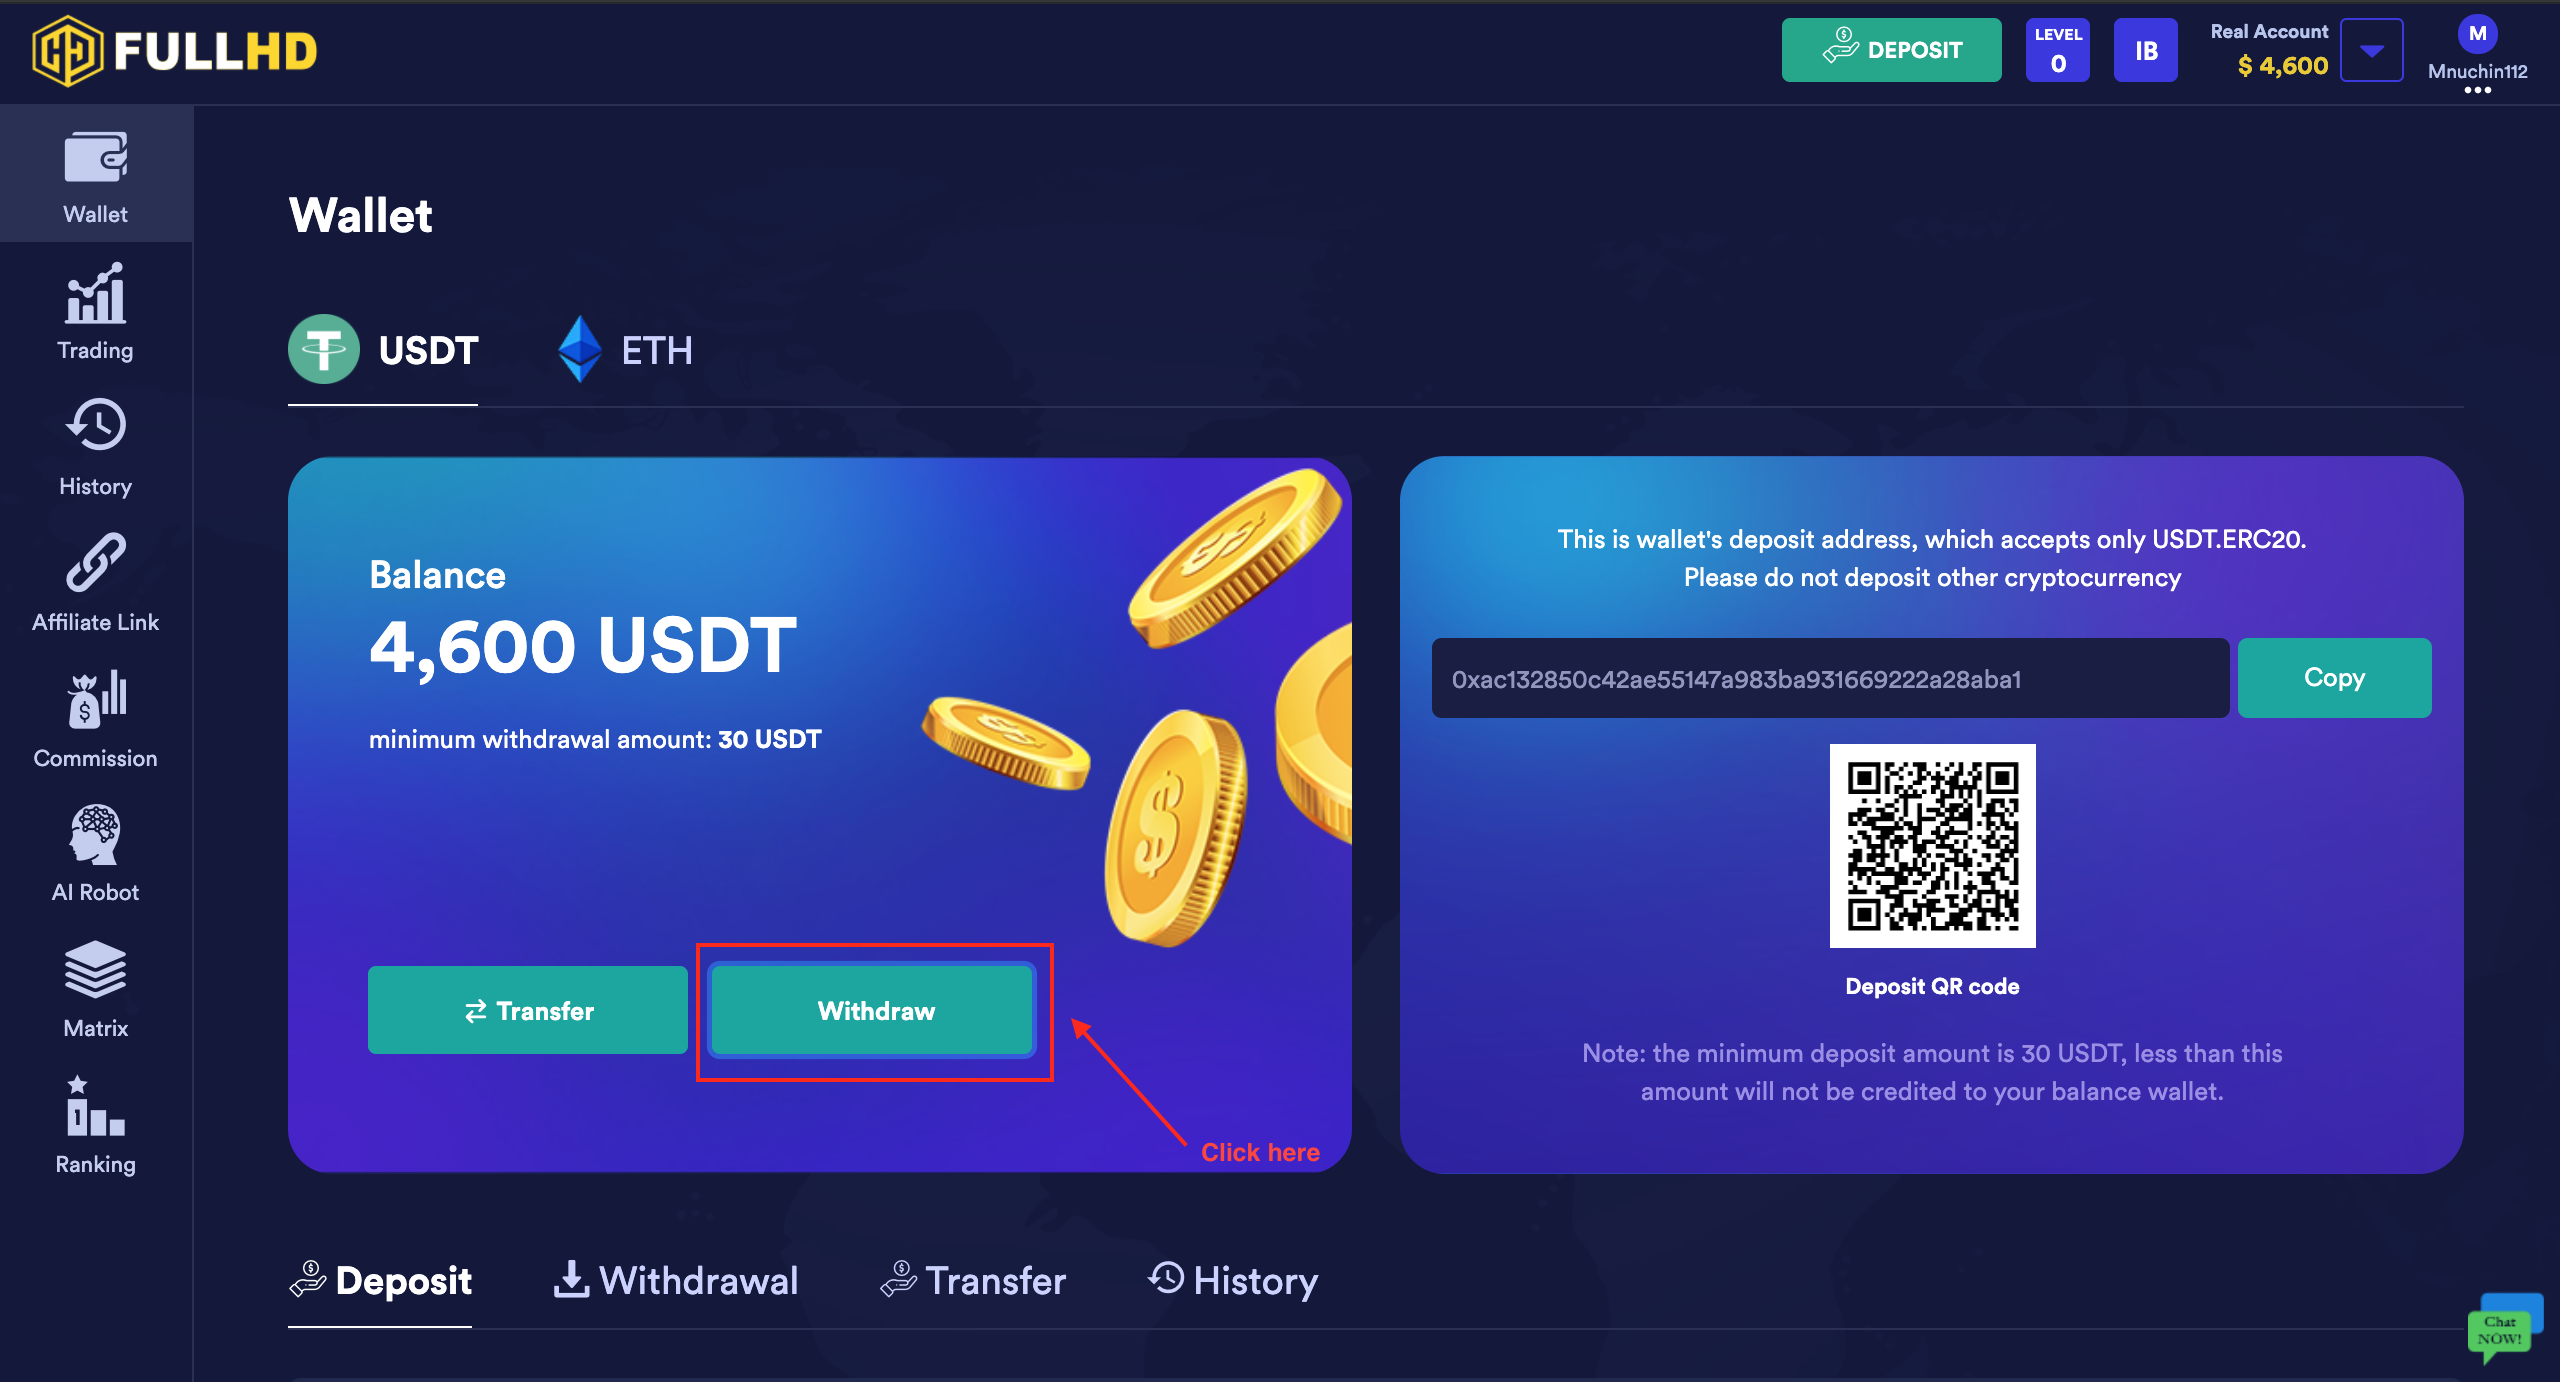 FULLHD
DEPOSIT
LEVEL
0
IB
Real Account
$ 4,600
M
Mnuchin112
Wallet
Trading
History
Affiliate Link
Commission
AI Robot
Matrix
Ranking
Wallet
USDT
ETH
Balance
4,600 USDT
minimum withdrawal amount: 30 USDT
Transfer
Withdraw
Click here
This is wallet's deposit address, which accepts only USDT.ERC20.
Please do not deposit other cryptocurrency
0xac132850c42ae55147a983ba931669222a28aba1
Copy
Deposit QR code
Note: the minimum deposit amount is 30 USDT, less than this
amount will not be credited to your balance wallet.
Deposit
Withdrawal
Transfer
History
Chat
NOW!